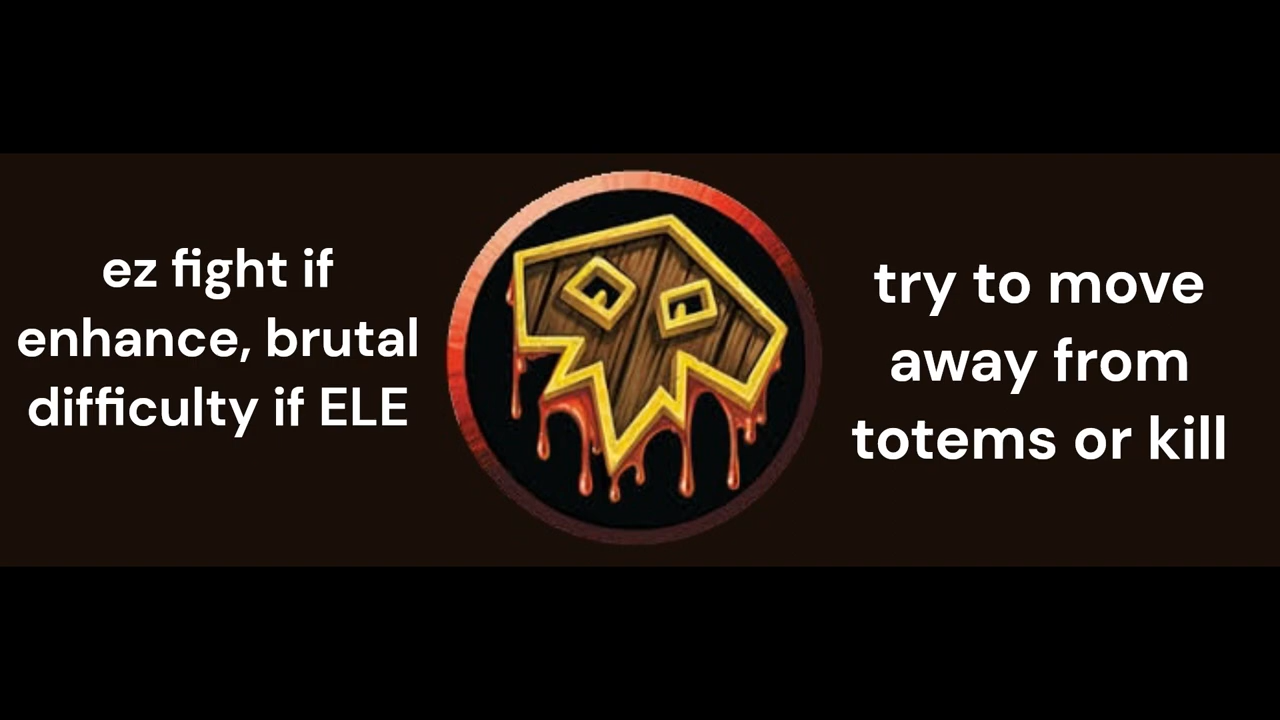 ez fight if
enhance, brutal
difficulty if ELE
try to move
away from
totems or kill